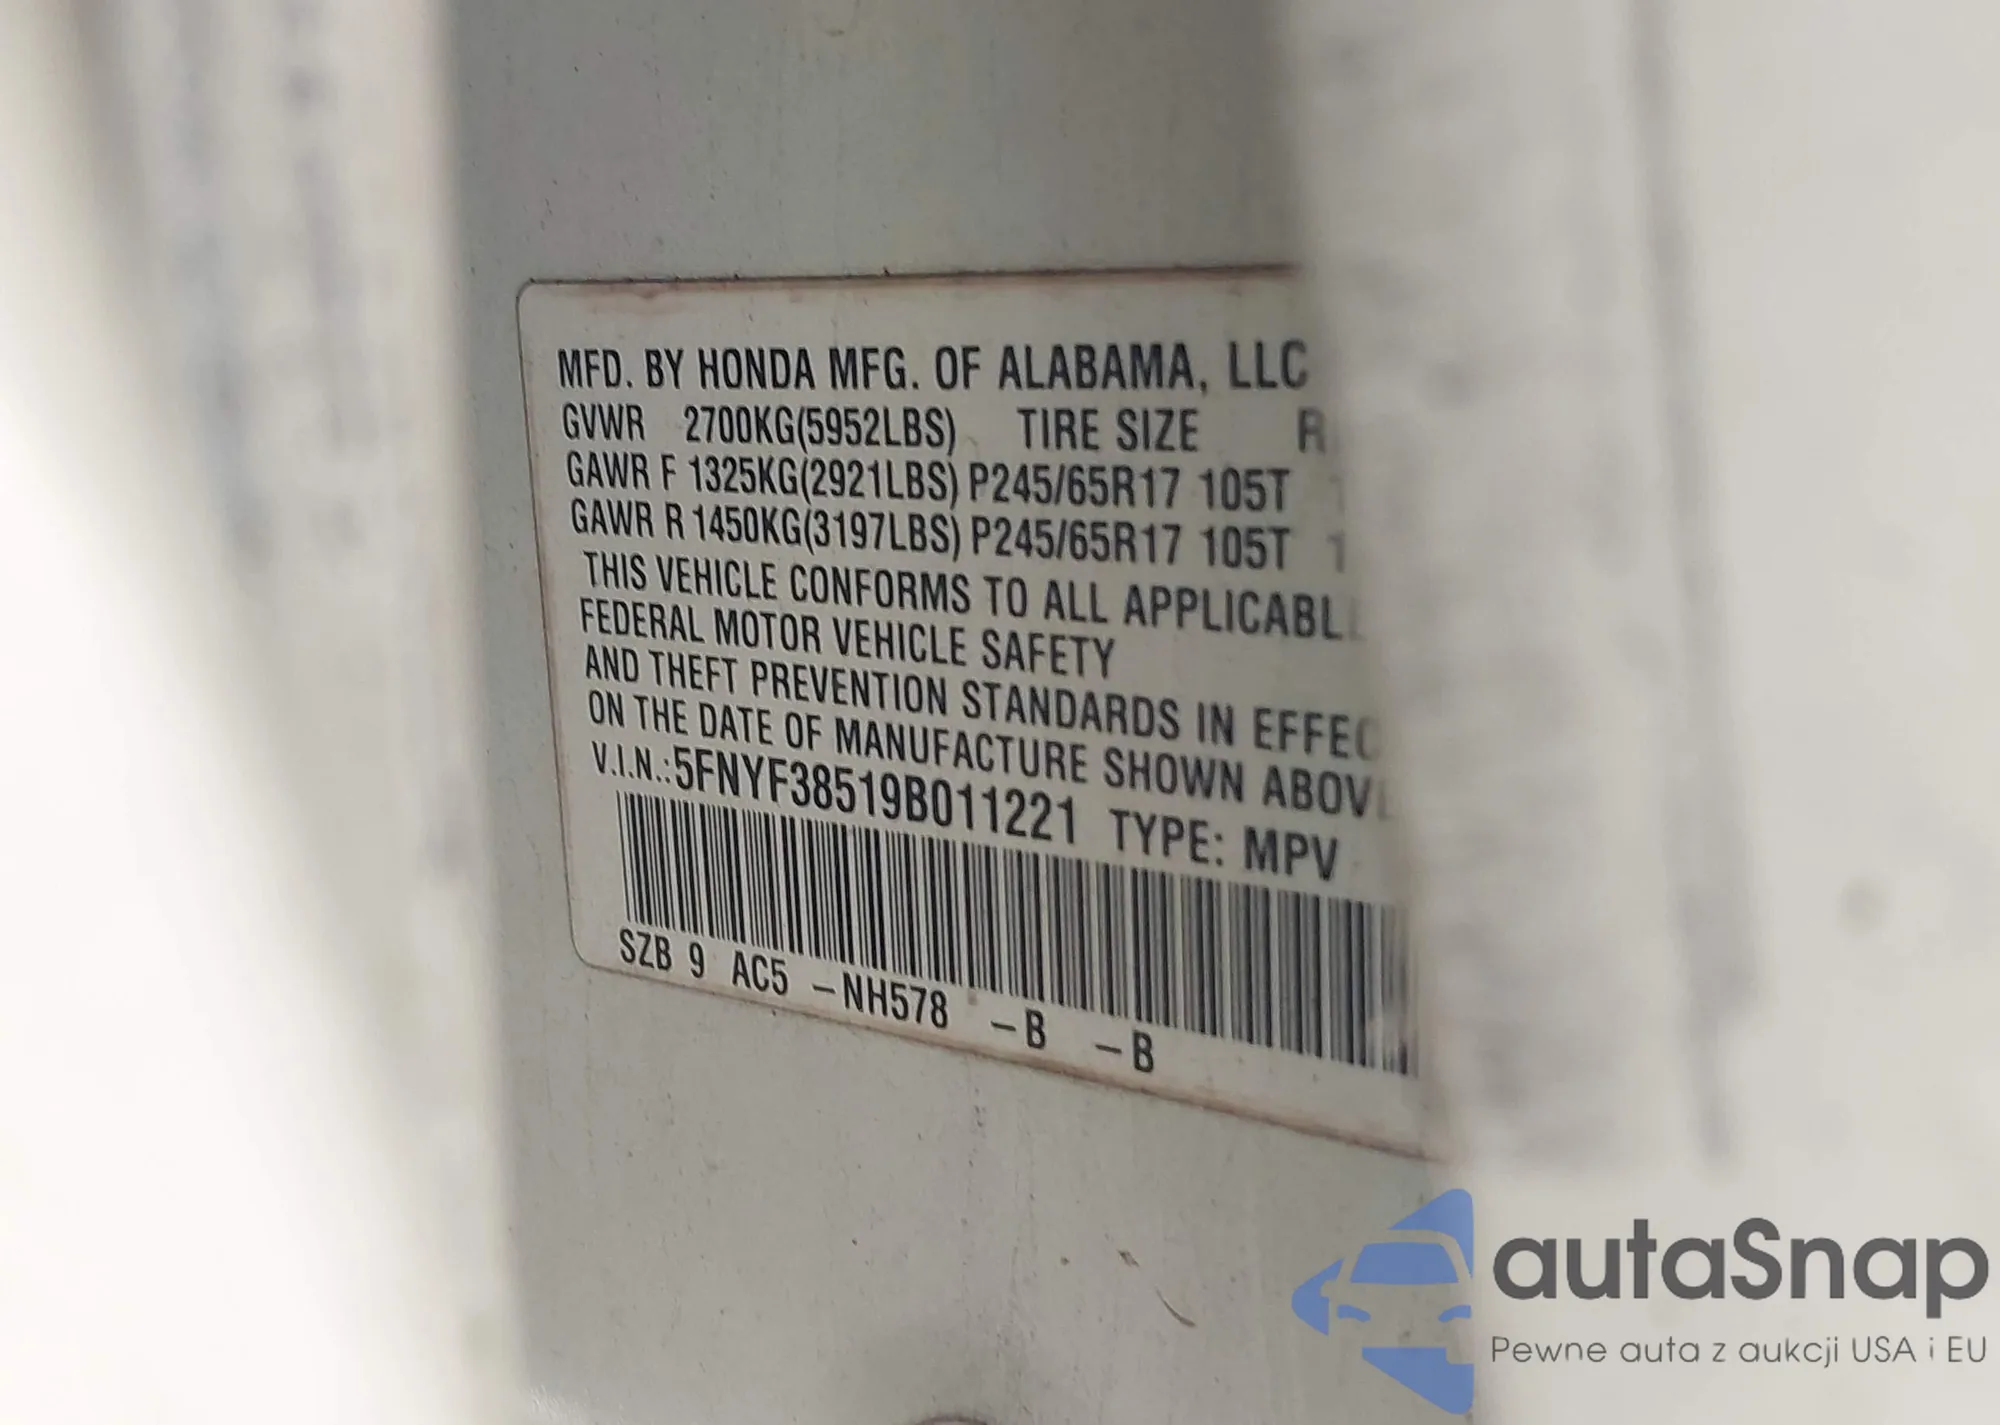 MFD. BY HONDA MFG. OF ALABAMA, LLC
GVWR 2700KG(5952LBS) TIRE SIZE
GAWR F 1325KG(2921LBS) P245/65R17 105T
GAWR R 1450KG(3197LBS) P245/65R17 105T
THIS VEHICLE CONFORMS TO ALL APPLICABL
FEDERAL MOTOR VEHICLE SAFETY
AND THEFT PREVENTION STANDARDS IN EFFEC
ON THE DATE OF MANUFACTURE SHOWN ABOV
V.I.N.:5FNYF38519B011221 TYPE: MPV
SZB 9 AC5 –NH578 –B –B
autaSnap
Pewne auta z aukcji USA i EU